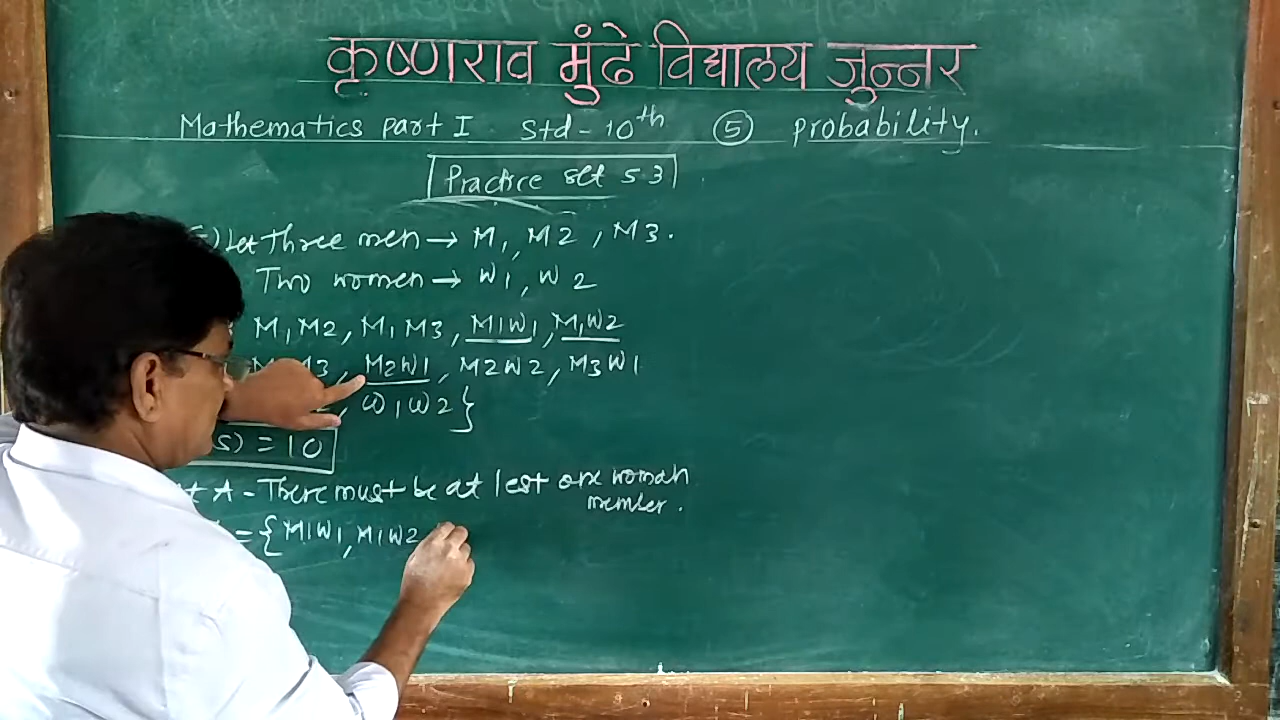 कृष्णराव मुंढे विद्यालय जुन्नर
Mathematics part I Std - 10th ⑤ probability.
Practice set 5 3
) Let three men → M1, M2, M3.
Two women → W1, W2
M1M2, M1M3, M1W1, M1W2
M3, M2W1, M2W2, M3W1
2, W1W2}
S) = 10
t A - There must be at lest one woman
member.
= {M1W1, M1W2